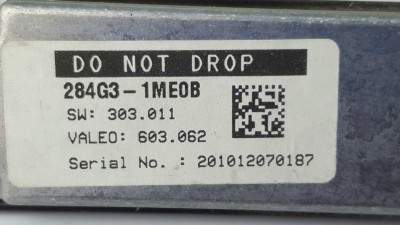 DO NOT DROP
284G3-1ME0B
SW: 303.011
VALEO: 603.062
Serial No. : 201012070187